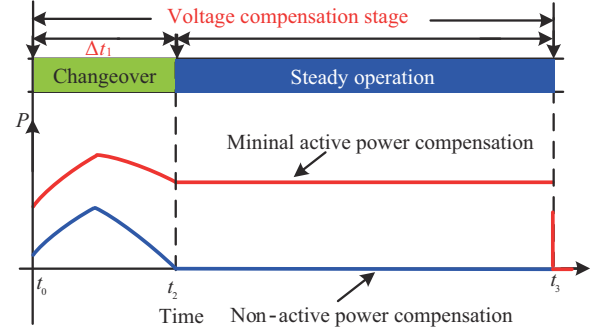 Voltage compensation stage
Δt1
Changeover
Steady operation
P
Mininal active power compensation
t0
t2
t3
Time
Non-active power compensation